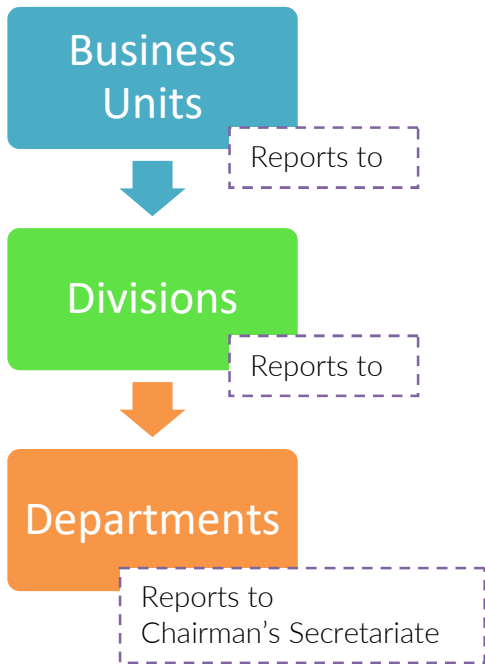 Business
Units
Reports to
Divisions
Reports to
Departments
Reports to
Chairman’s Secretariate